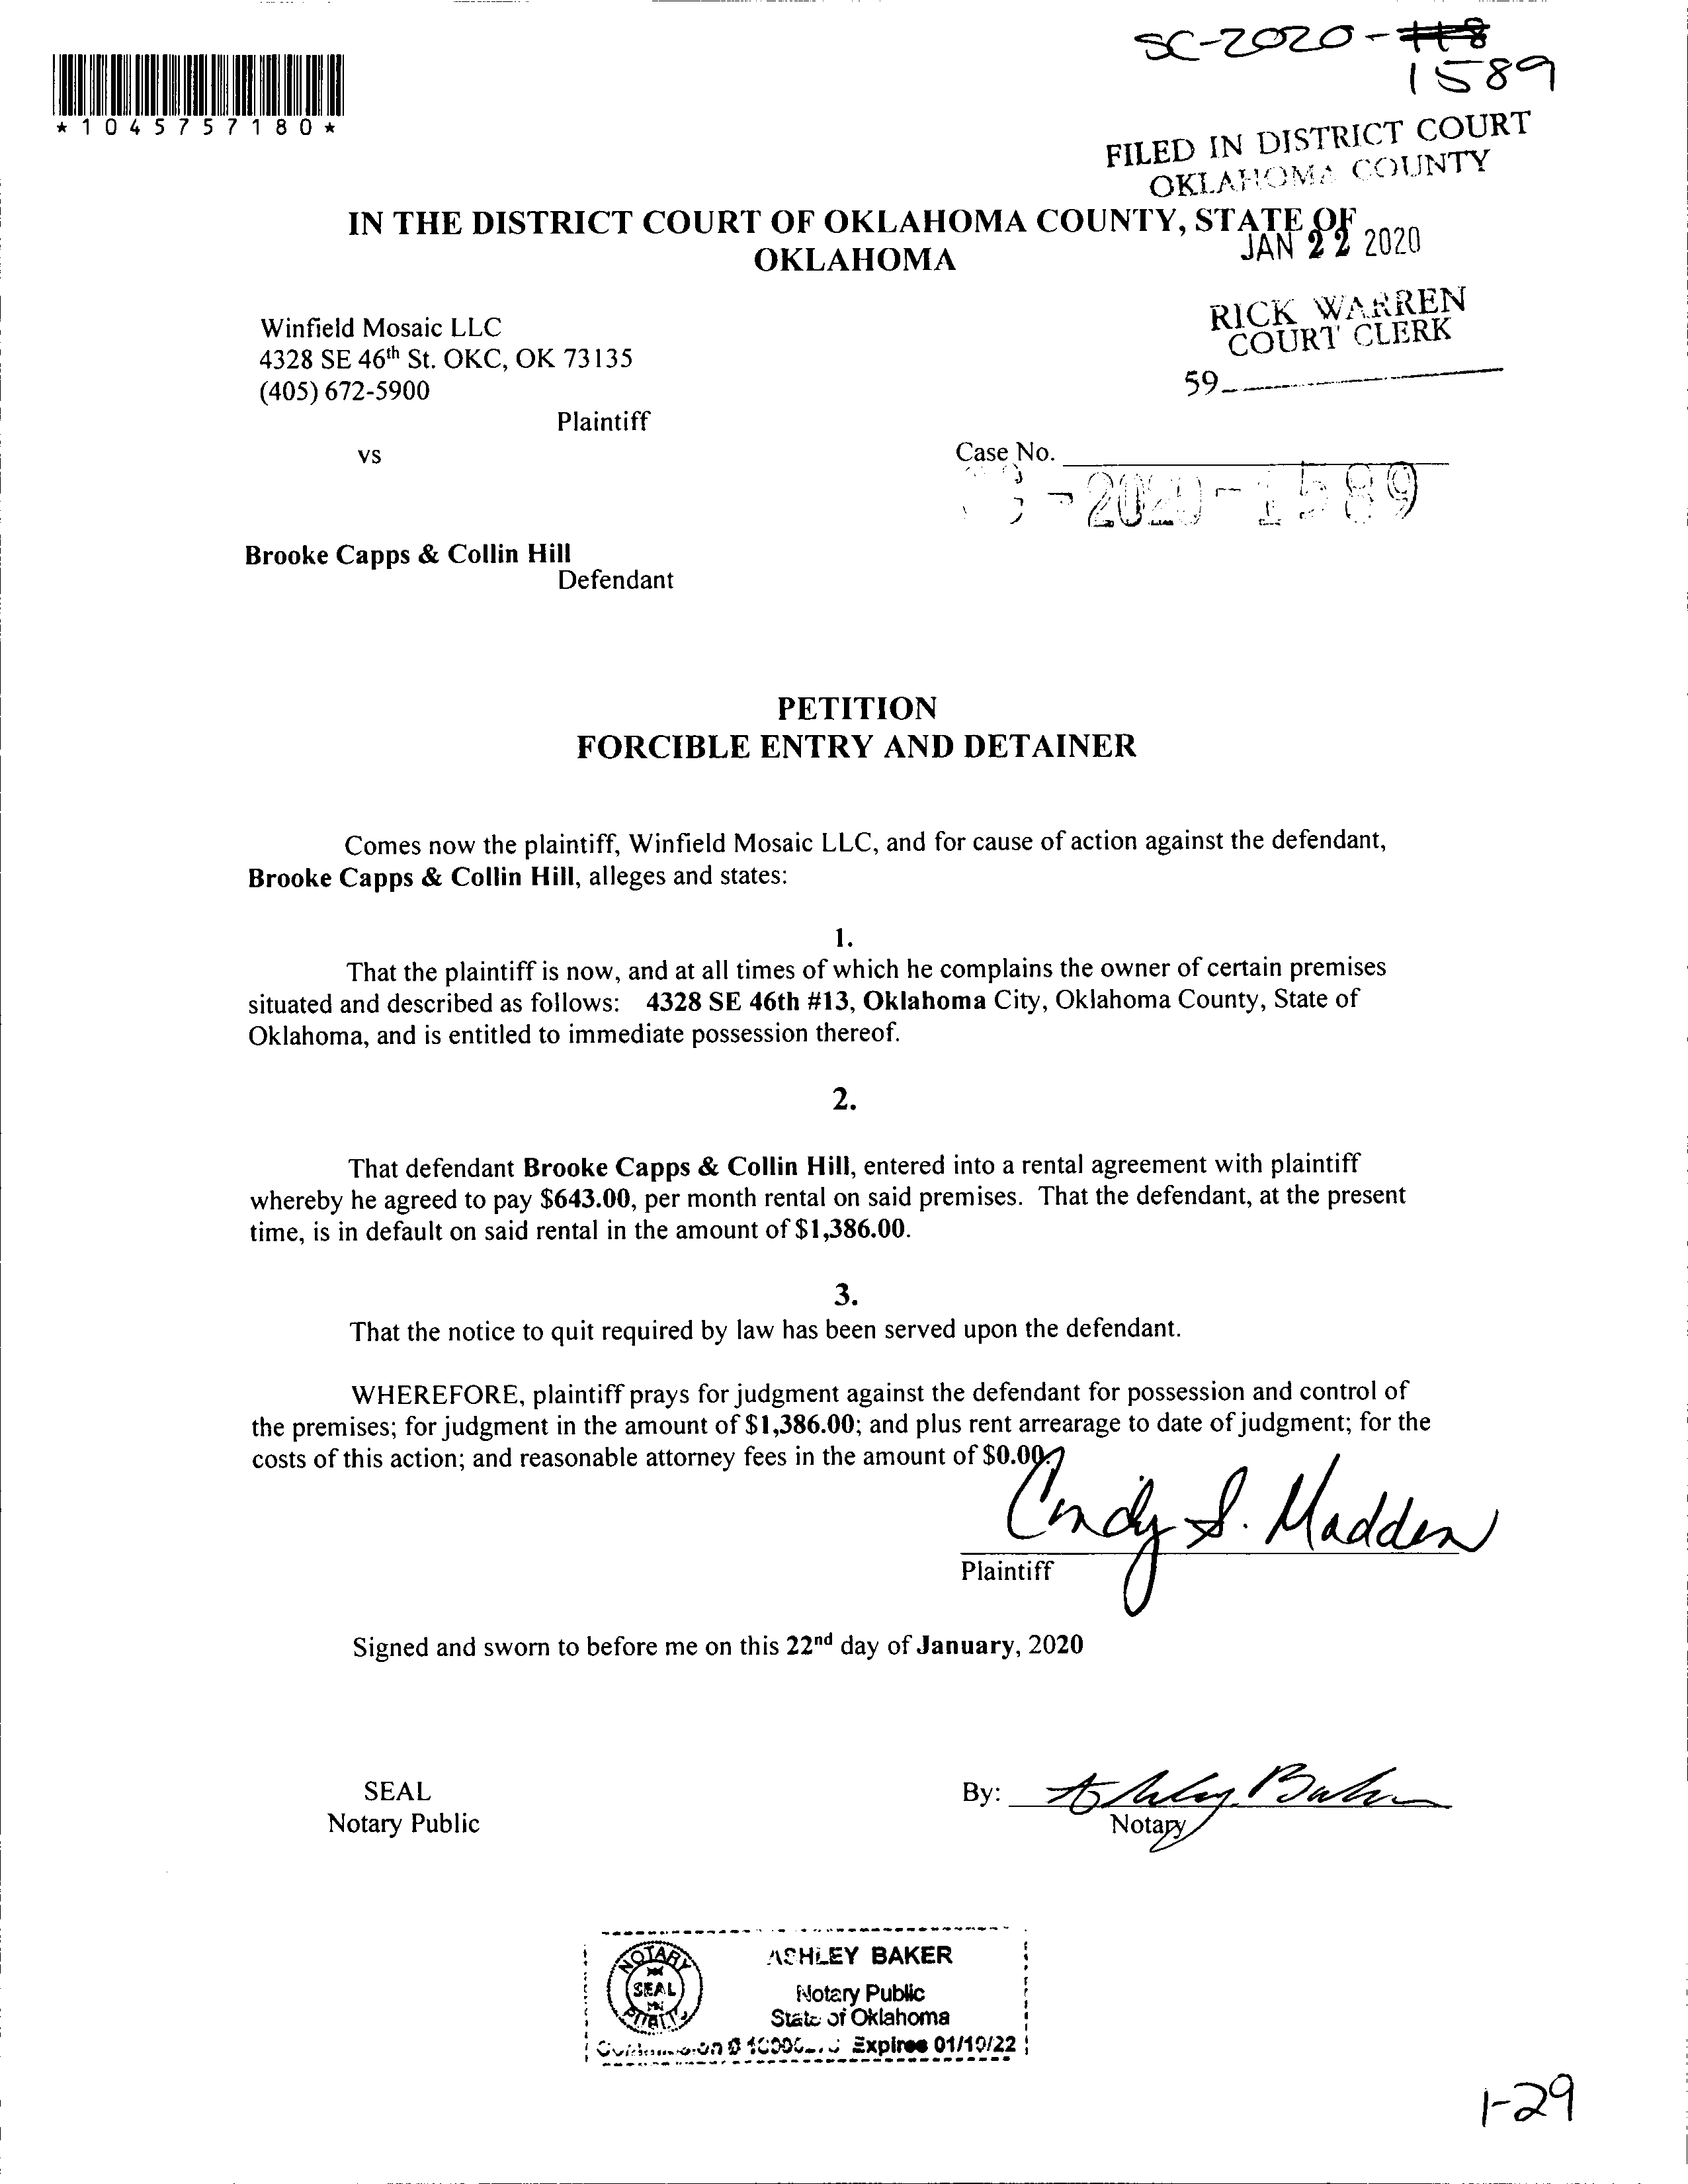 SC-2020-118
1589
*1045757180*
FILED IN DISTRICT COURT
OKLAHOMA COUNTY
IN THE DISTRICT COURT OF OKLAHOMA COUNTY, STATE OF
OKLAHOMA
JAN 22 2020
RICK WARREN
COURT CLERK
59
Winfield Mosaic LLC
4328 SE 46th St. OKC, OK 73135
(405) 672-5900
Plaintiff
vs
Case No.
-2020-1589
Brooke Capps & Collin Hill
Defendant
PETITION
FORCIBLE ENTRY AND DETAINER
Comes now the plaintiff, Winfield Mosaic LLC, and for cause of action against the defendant,
Brooke Capps & Collin Hill, alleges and states:
1.
That the plaintiff is now, and at all times of which he complains the owner of certain premises
situated and described as follows: 4328 SE 46th #13, Oklahoma City, Oklahoma County, State of
Oklahoma, and is entitled to immediate possession thereof.
2.
That defendant Brooke Capps & Collin Hill, entered into a rental agreement with plaintiff
whereby he agreed to pay $643.00, per month rental on said premises. That the defendant, at the present
time, is in default on said rental in the amount of $1,386.00.
3.
That the notice to quit required by law has been served upon the defendant.
WHEREFORE, plaintiff prays for judgment against the defendant for possession and control of
the premises; for judgment in the amount of $1,386.00; and plus rent arrearage to date of judgment; for the
costs of this action; and reasonable attorney fees in the amount of $0.00.
Cindy S. Madden
Plaintiff
Signed and sworn to before me on this 22nd day of January, 2020
SEAL
Notary Public
By: Ashley Baker
Notary
NOTARY
SEAL
PUBLIC
ASHLEY BAKER
Notary Public
State of Oklahoma
Expires 01/10/22
1-29